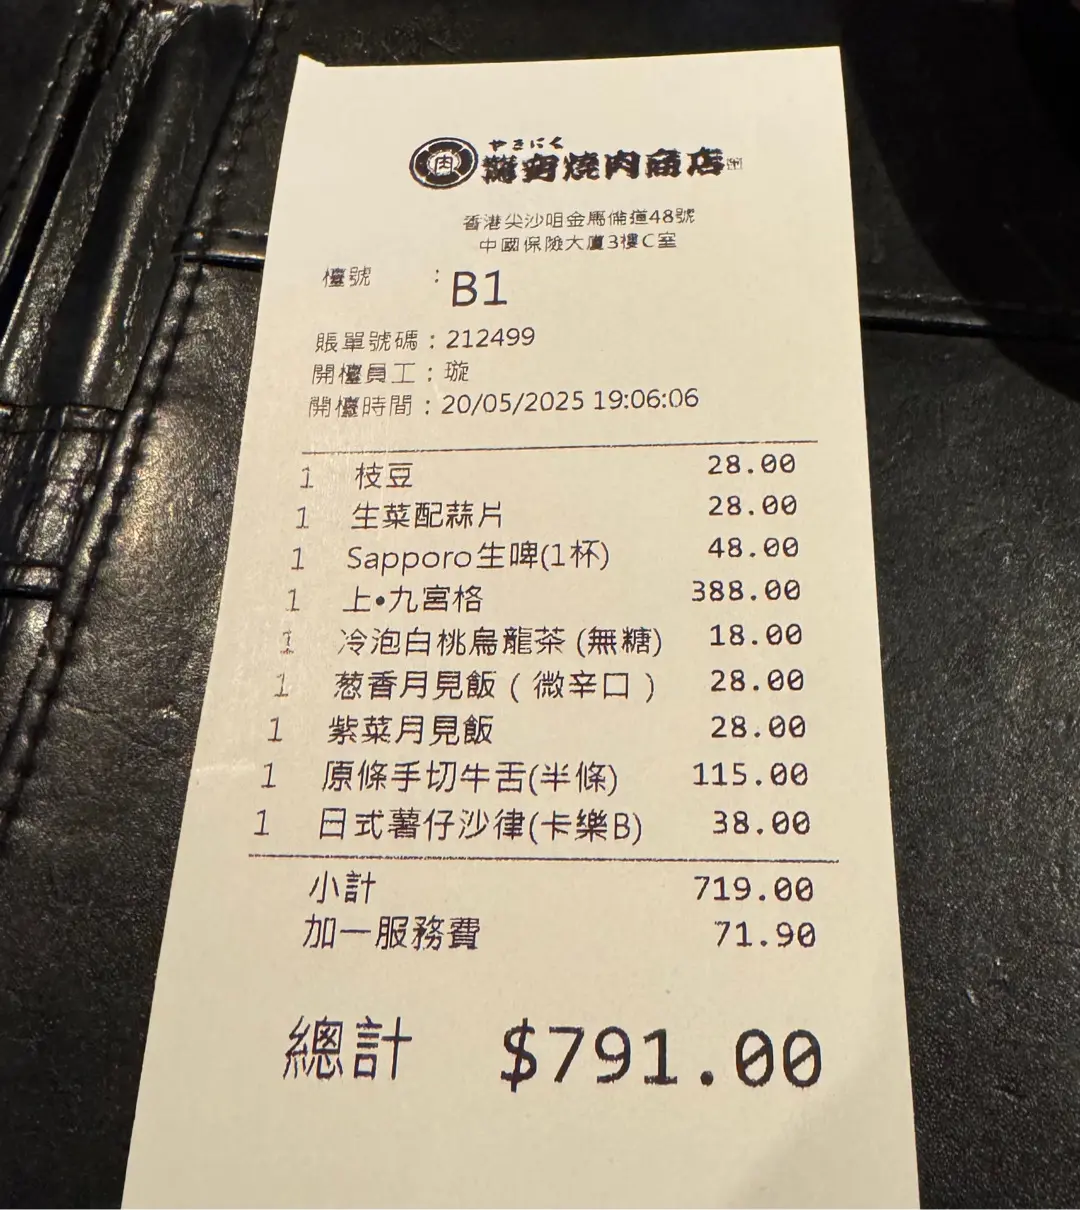 肉 やきにく
燒肉商店
香港尖沙咀金馬倫道48號
中國保險大廈3樓C室
檯號 : B1
賬單號碼 : 212499
開檯員工 : 璇
開檯時間 : 20/05/2025 19:06:06
1 枝豆 28.00
1 生菜配蒜片 28.00
1 Sapporo生啤(1杯) 48.00
1 上•九宮格 388.00
1 冷泡白桃烏龍茶 (無糖) 18.00
1 葱香月見飯 ( 微辛口 ) 28.00
1 紫菜月見飯 28.00
1 原條手切牛舌(半條) 115.00
1 日式薯仔沙律(卡樂B) 38.00
小計 719.00
加一服務費 71.90
總計 $791.00